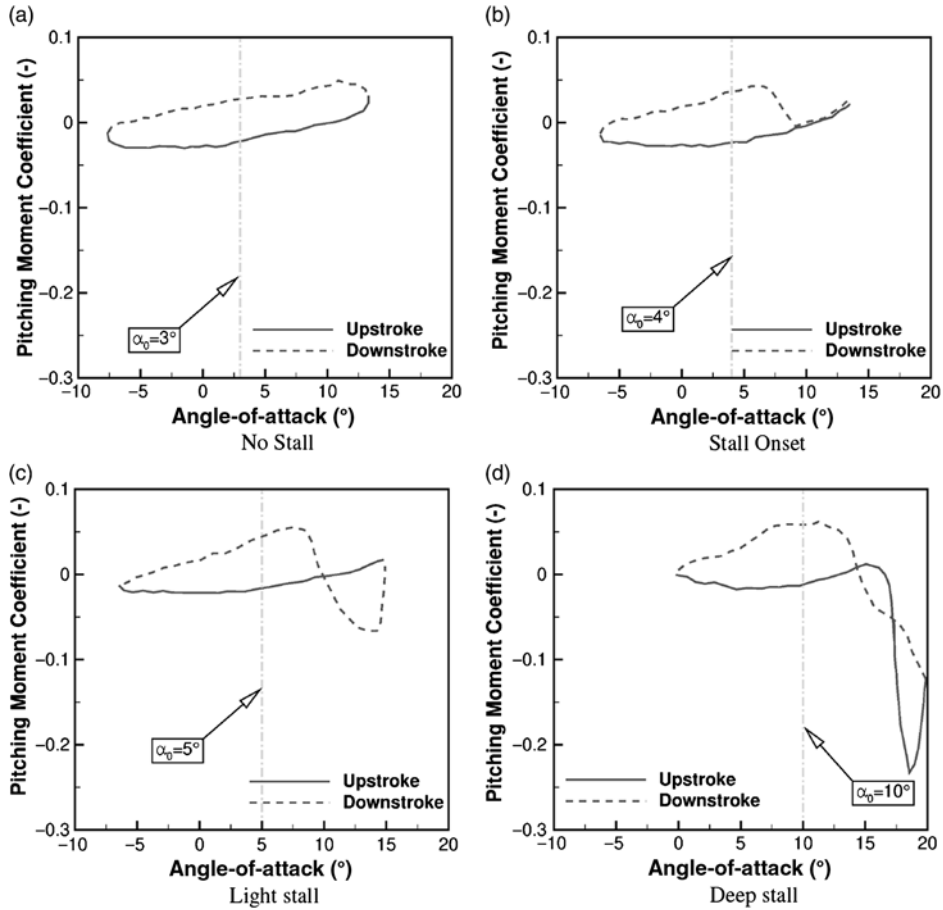 (a)
Pitching Moment Coefficient (-)
0.1
0
−0.1
−0.2
−0.3
α₀=3°
Upstroke
Downstroke
−10 −5 0 5 10 15 20
Angle-of-attack (°)
No Stall
(b)
Pitching Moment Coefficient (-)
0.1
0
−0.1
−0.2
−0.3
α₀=4°
Upstroke
Downstroke
−10 −5 0 5 10 15 20
Angle-of-attack (°)
Stall Onset
(c)
Pitching Moment Coefficient (-)
0.1
0
−0.1
−0.2
−0.3
α₀=5°
Upstroke
Downstroke
−10 −5 0 5 10 15 20
Angle-of-attack (°)
Light stall
(d)
Pitching Moment Coefficient (-)
0.1
0
−0.1
−0.2
−0.3
α₀=10°
Upstroke
Downstroke
−10 −5 0 5 10 15 20
Angle-of-attack (°)
Deep stall